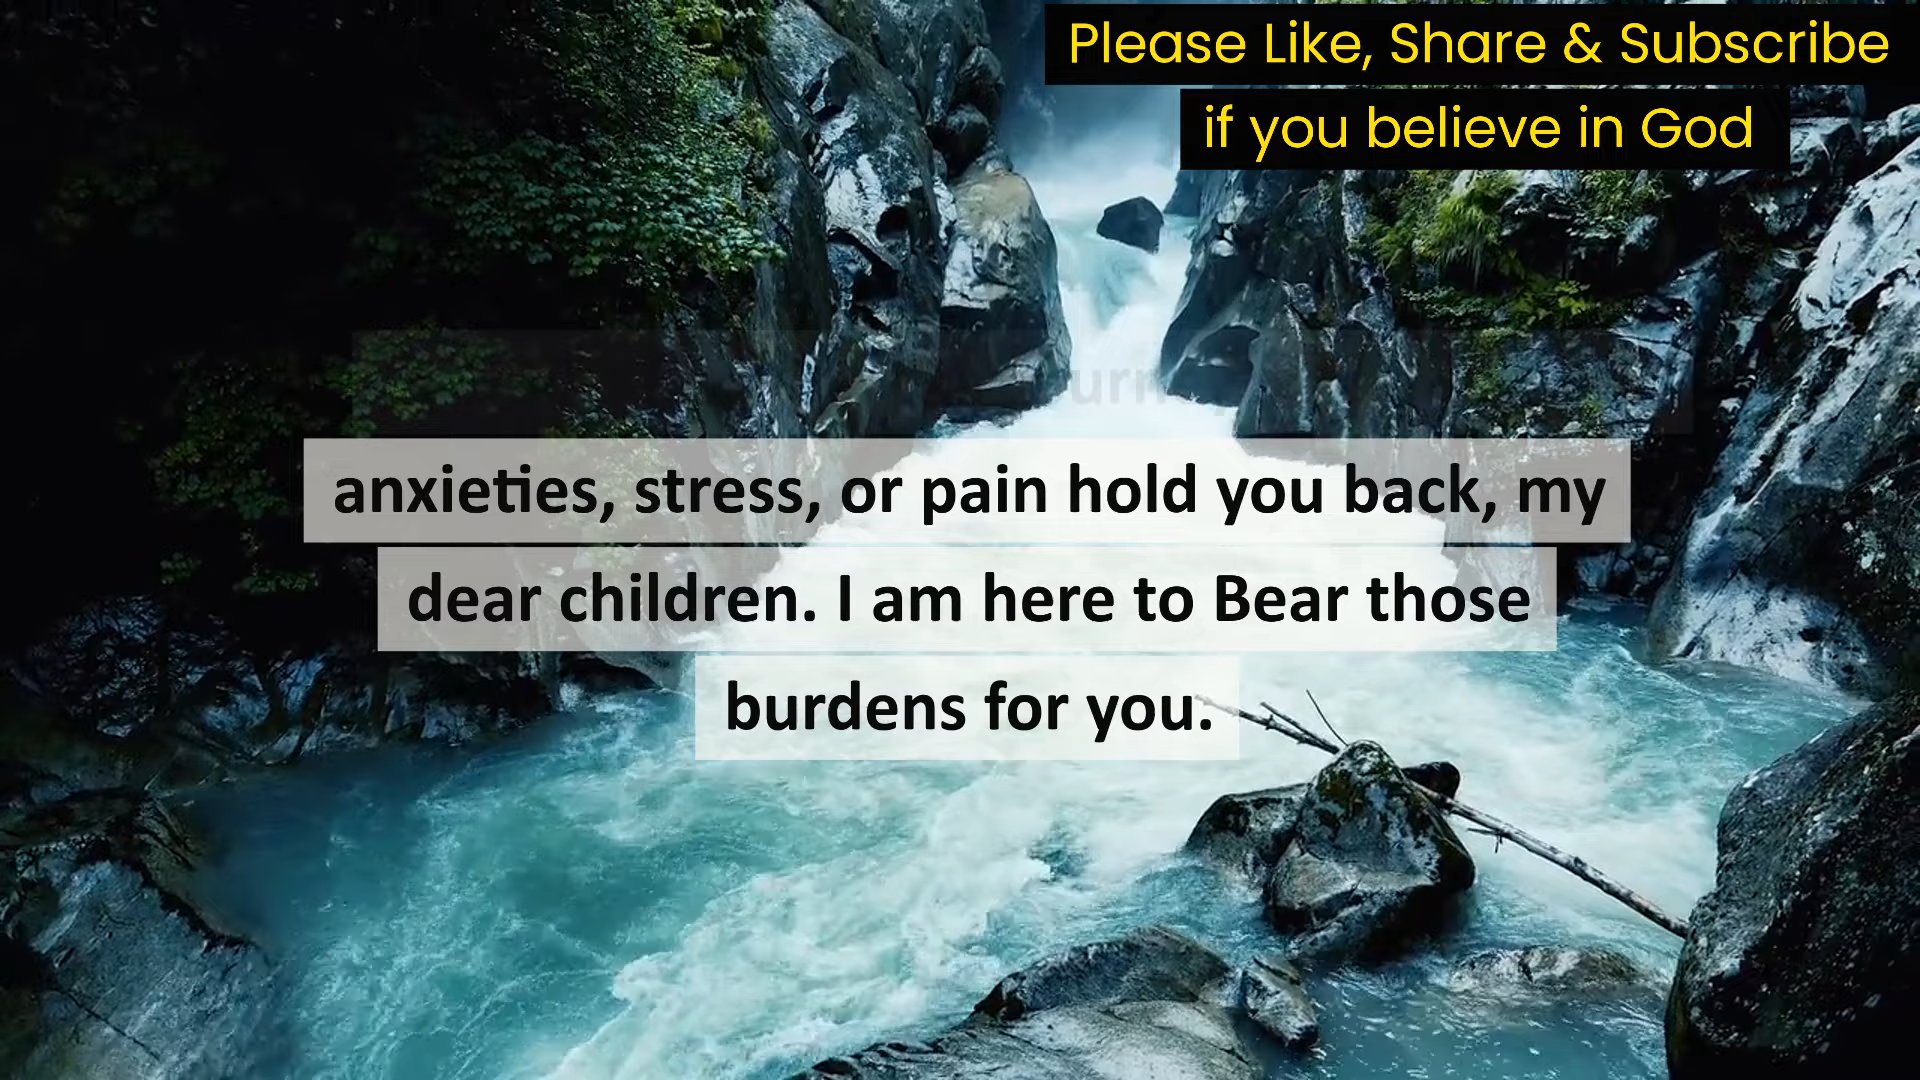 Please Like, Share & Subscribe
if you believe in God
anxieties, stress, or pain hold you back, my
dear children. I am here to Bear those
burdens for you.